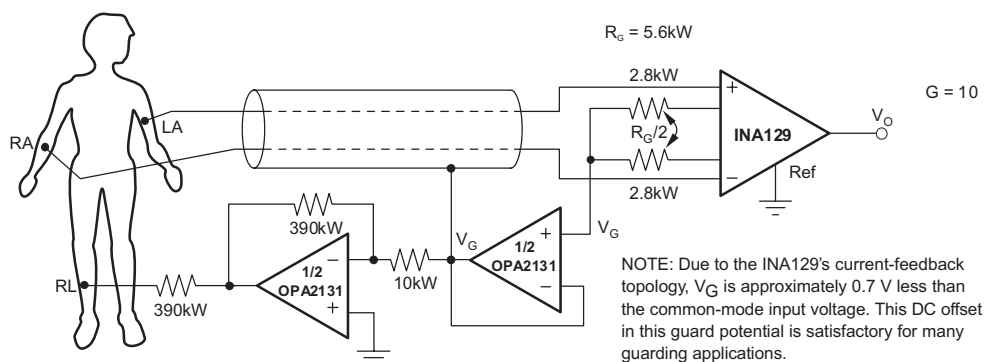 R_G = 5.6kW
2.8kW
G = 10
LA
RA
+
R_G/2
INA129
V_O
−
Ref
2.8kW
390kW
V_G
V_G
+
1/2
OPA2131
−
−
1/2
OPA2131
+
10kW
RL
390kW
NOTE: Due to the INA129's current-feedback
topology, V_G is approximately 0.7 V less than
the common-mode input voltage. This DC offset
in this guard potential is satisfactory for many
guarding applications.